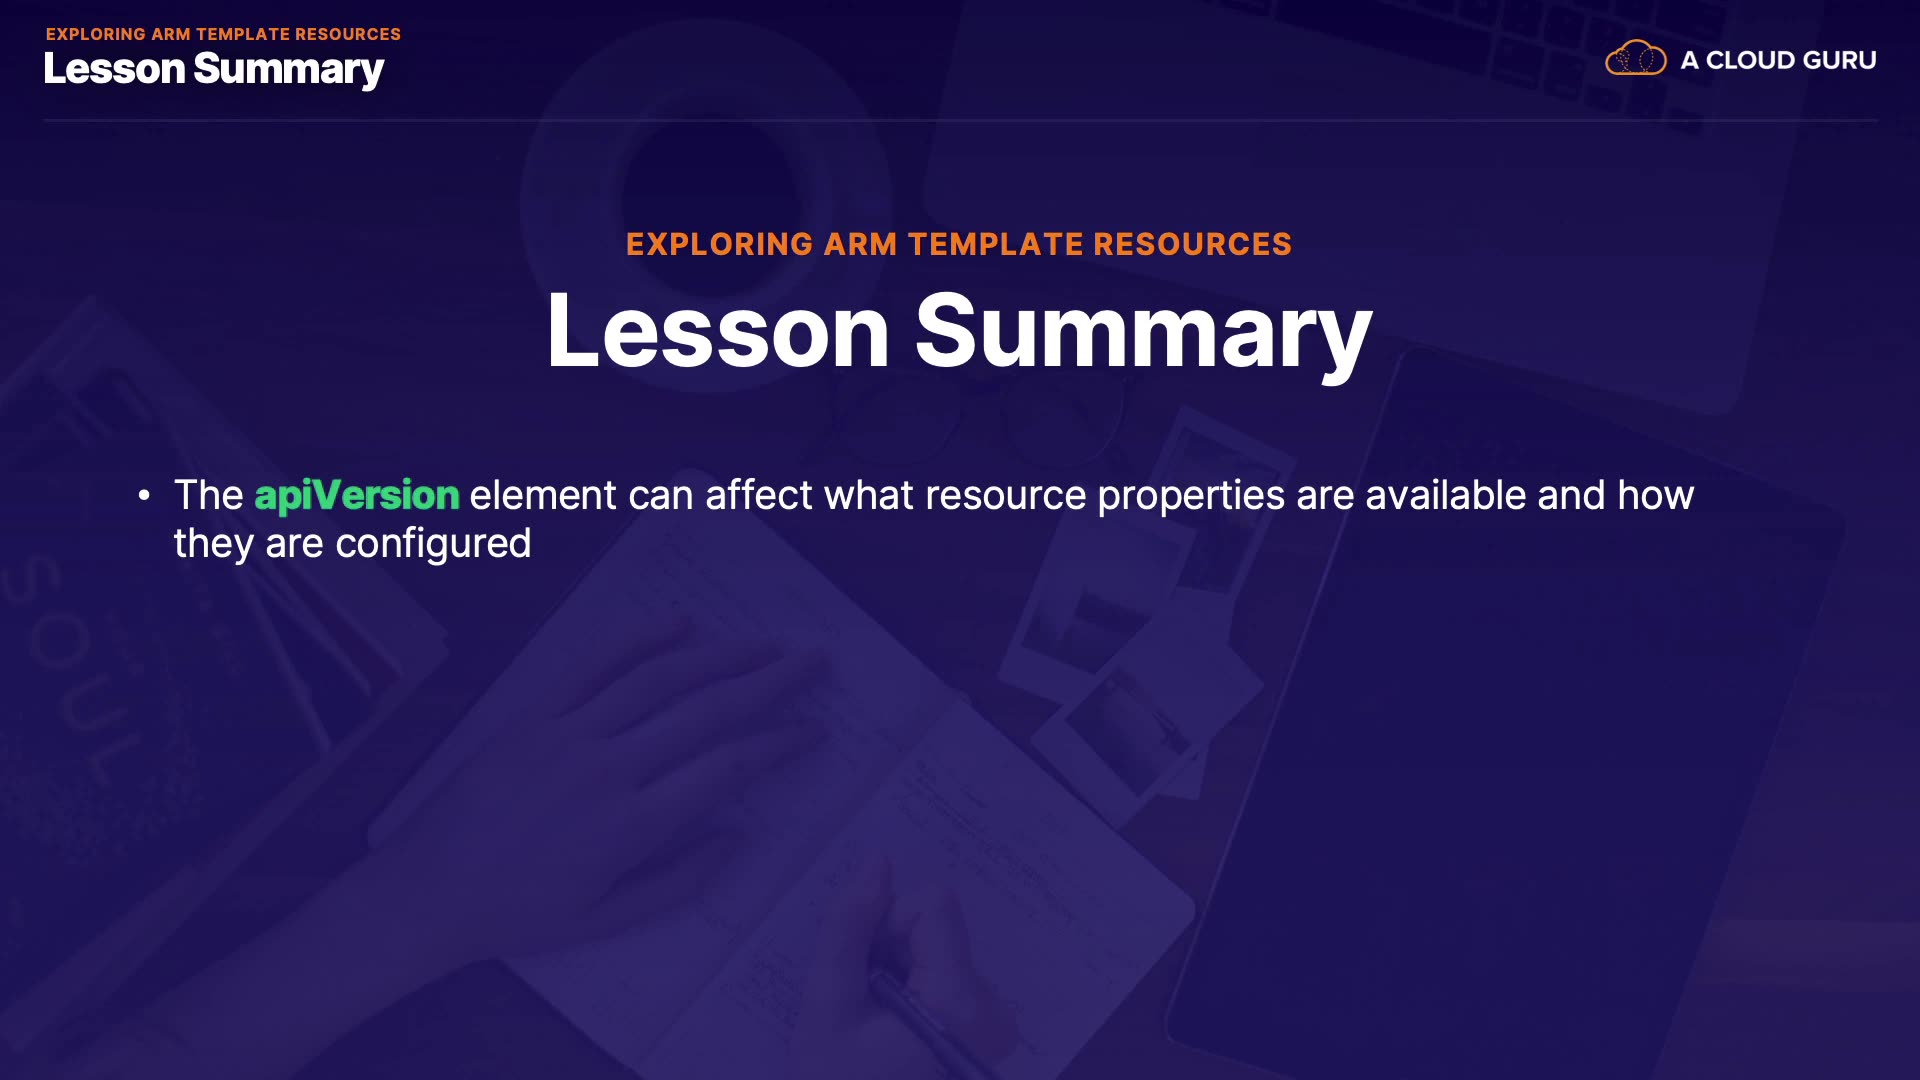 EXPLORING ARM TEMPLATE RESOURCES
Lesson Summary
A CLOUD GURU
EXPLORING ARM TEMPLATE RESOURCES
Lesson Summary
• The apiVersion element can affect what resource properties are available and how
they are configured
SOUL